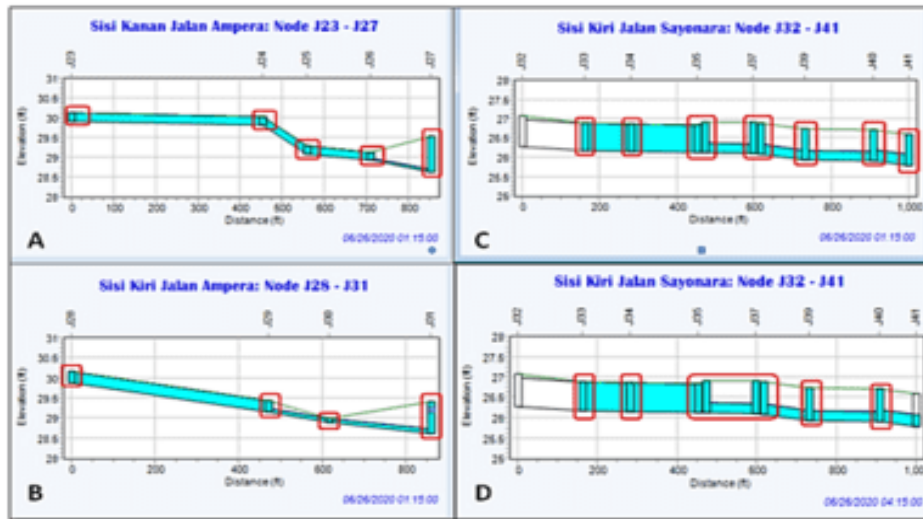 Sisi Kanan Jalan Ampera: Node J23 - J27
J23 J24 J25 J26 J27
Elevation (ft)
31
30.5
30
29.5
29
28.5
28
0 100 200 300 400 500 600 700 800
Distance (ft)
A
06/26/2020 01:15:00
Sisi Kiri Jalan Sayonara: Node J32 - J41
J32 J33 J34 J35 J37 J39 J40 J41
Elevation (ft)
28
27.5
27
26.5
26
25.5
25
0 200 400 600 800 1,000
Distance (ft)
C
06/26/2020 01:15:00
Sisi Kiri Jalan Ampera: Node J28 - J31
J28 J29 J30 J31
Elevation (ft)
31
30.5
30
29.5
29
28.5
28
0 200 400 600 800
Distance (ft)
B
06/26/2020 01:15:00
Sisi Kiri Jalan Sayonara: Node J32 - J41
J32 J33 J34 J35 J37 J39 J40 J41
Elevation (ft)
28
27.5
27
26.5
26
25.5
25
0 200 400 600 800 1,000
Distance (ft)
D
06/26/2020 04:15:00